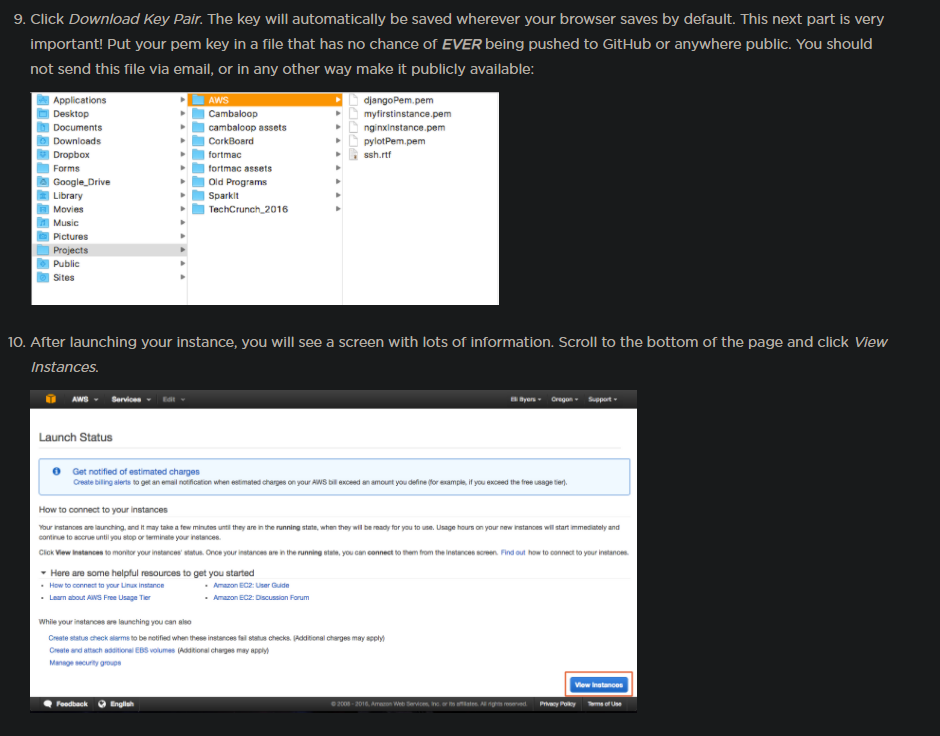 9. Click Download Key Pair. The key will automatically be saved wherever your browser saves by default. This next part is very
important! Put your pem key in a file that has no chance of EVER being pushed to GitHub or anywhere public. You should
not send this file via email, or in any other way make it publicly available:
Applications
Desktop
Documents
Downloads
Dropbox
Forms
Google_Drive
Library
Movies
Music
Pictures
Projects
Public
Sites
AWS
Cambaloop
cambaloop assets
CorkBoard
fortmac
fortmac assets
Old Programs
SparkIt
TechCrunch_2016
djangoPem.pem
myfirstinstance.pem
nginxInstance.pem
pylotPem.pem
ssh.rtf
10. After launching your instance, you will see a screen with lots of information. Scroll to the bottom of the page and click View
Instances.
AWS Services Edit Eli Byers Oregon Support
Launch Status
Get notified of estimated charges
Create billing alerts to get an email notification when estimated charges on your AWS bill exceed an amount you define (for example, if you exceed the free usage tier).
How to connect to your instances
Your instances are launching, and it may take a few minutes until they are in the running state, when they will be ready for you to use. Usage hours on your new instances will start immediately and
continue to accrue until you stop or terminate your instances.
Click View Instances to monitor your instances' status. Once your instances are in the running state, you can connect to them from the Instances screen. Find out how to connect to your instances.
Here are some helpful resources to get you started
• How to connect to your Linux instance
• Learn about AWS Free Usage Tier
• Amazon EC2: User Guide
• Amazon EC2: Discussion Forum
While your instances are launching you can also
Create status check alarms to be notified when these instances fail status checks. (Additional charges may apply)
Create and attach additional EBS volumes (Additional charges may apply)
Manage security groups
View Instances
Feedback English © 2008 - 2016, Amazon Web Services, Inc. or its affiliates. All rights reserved. Privacy Policy Terms of Use